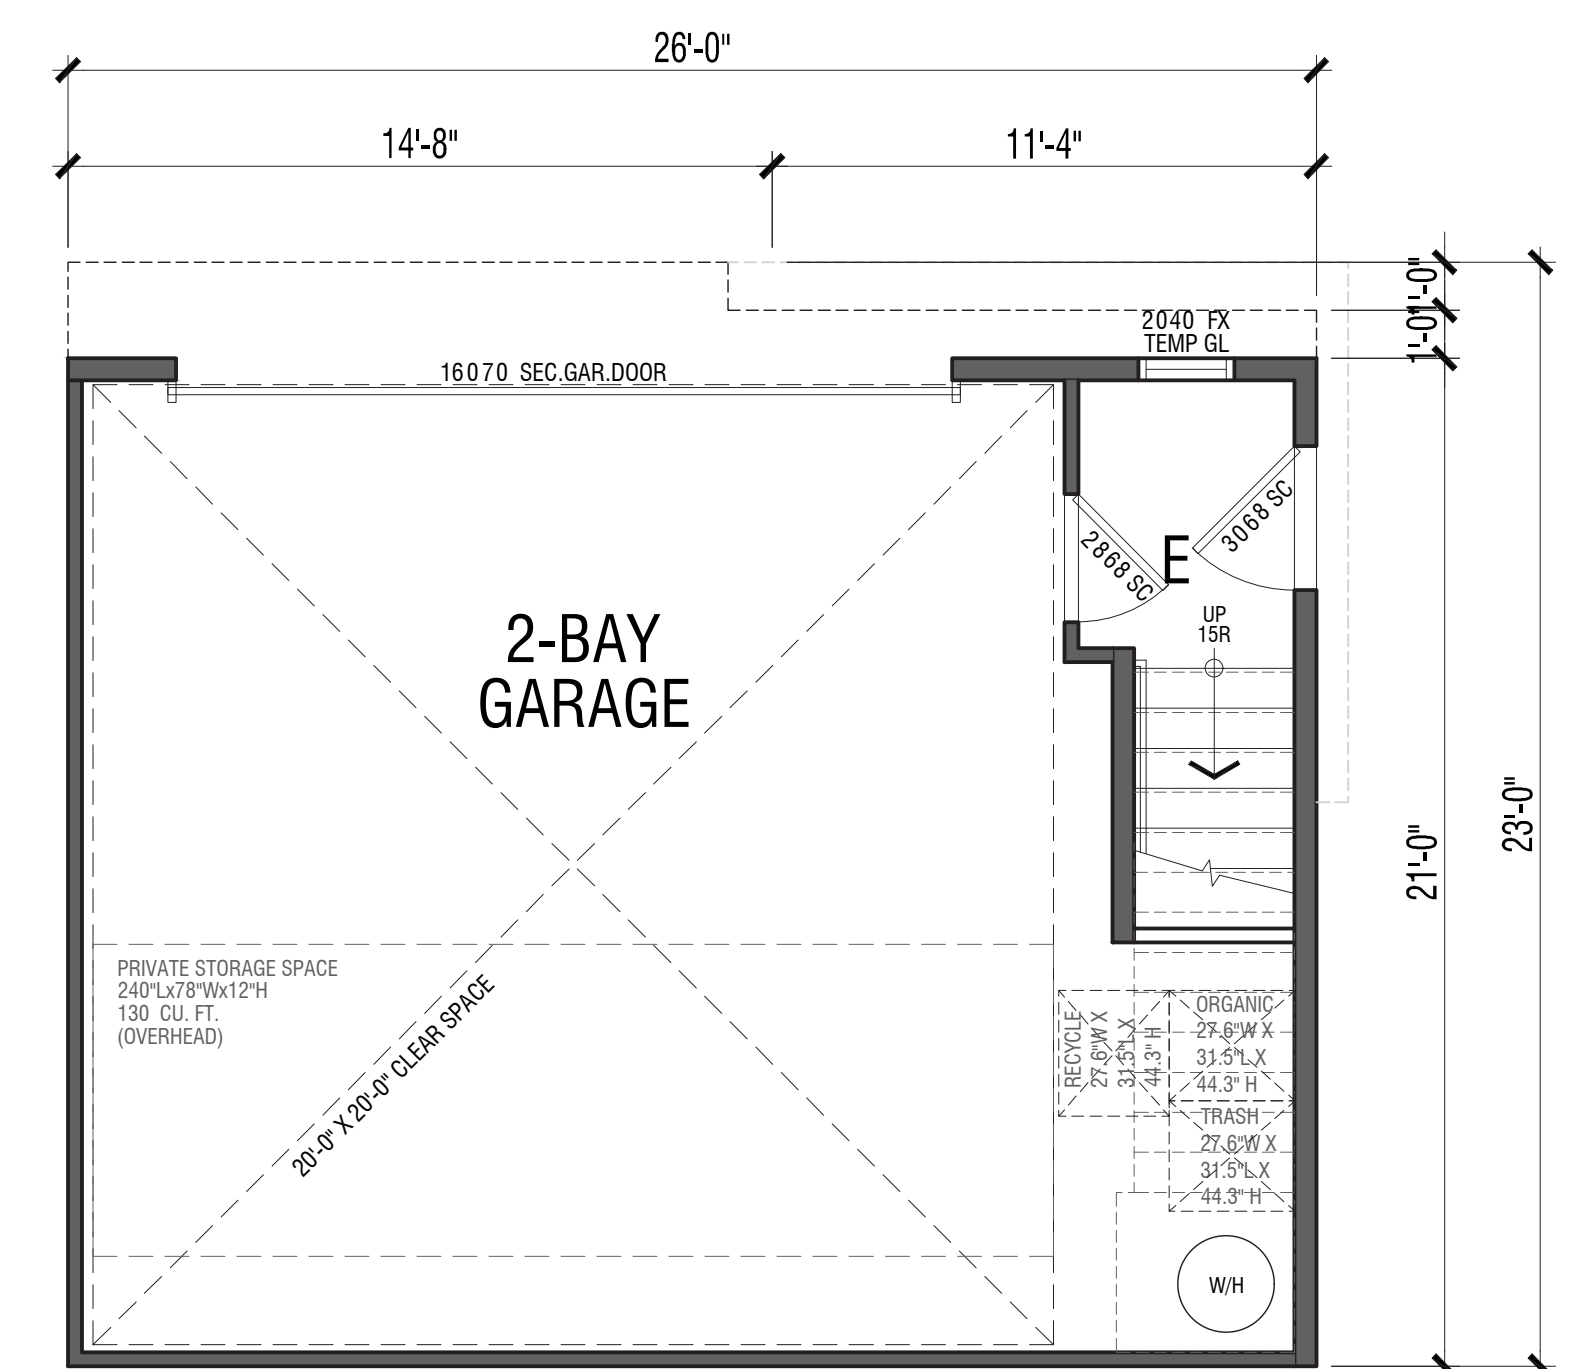 26'-0"
14'-8"
11'-4"
1'-0"
1'-0"
2040 FX
TEMP GL
16070 SEC.GAR.DOOR
3068 SC
2868 SC
E
UP
15R
2-BAY
GARAGE
21'-0"
23'-0"
PRIVATE STORAGE SPACE
240"Lx78"Wx12"H
130 CU. FT.
(OVERHEAD)
20'-0" X 20'-0" CLEAR SPACE
RECYCLE
27.6"W X
31.5"L X
44.3" H
ORGANIC
27.6"W X
31.5"L X
44.3" H
TRASH
27.6"W X
31.5"L X
44.3" H
W/H